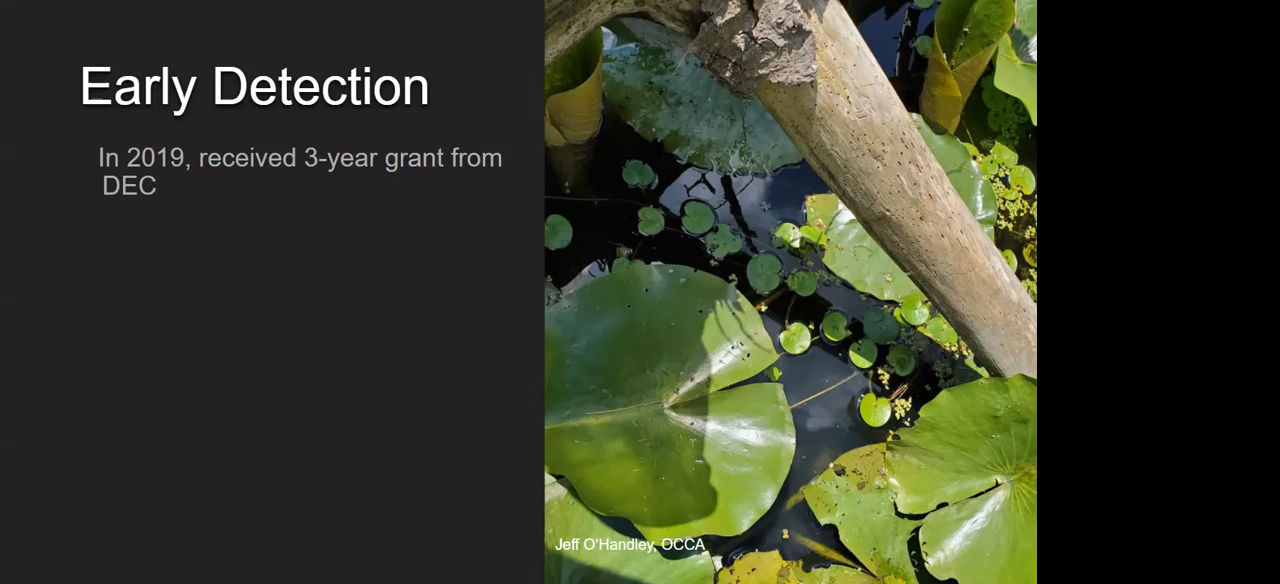 Early Detection
In 2019, received 3-year grant from
DEC
Jeff O'Handley, OCCA